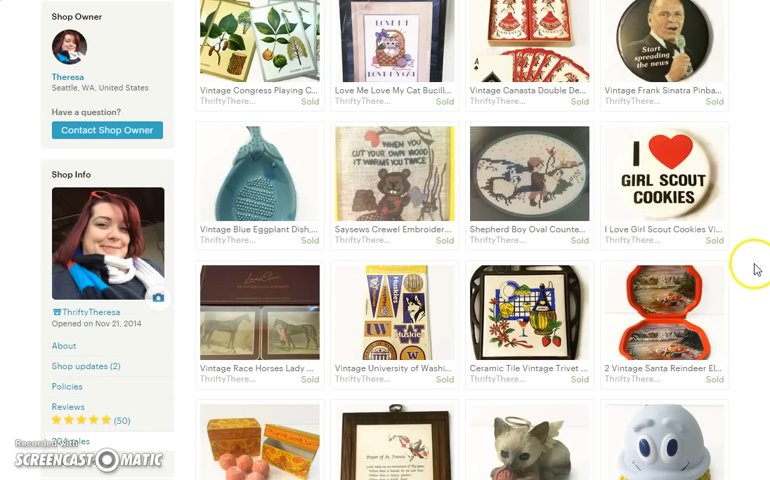 Shop Owner
Theresa
Seattle, WA, United States
Have a question?
Contact Shop Owner
Shop Info
ThriftyTheresa
Opened on Nov 21, 2014
About
Shop updates (2)
Policies
Reviews
(50)
Recorded with
SCREENCAST MATIC
LOVE ME
LOVE MY CAT
Start
spreading
the news
Vintage Congress Playing C...
Love Me Love My Cat Bucill...
Vintage Canasta Double De...
Vintage Frank Sinatra Pinba...
ThriftyThere...
Sold
ThriftyThere...
Sold
ThriftyThere...
Sold
ThriftyThere...
Sold
WHEN YOU
CUT YOUR OWN WOOD
IT WARMS YOU TWICE
I
GIRL SCOUT
COOKIES
Vintage Blue Eggplant Dish,...
Saysews Crewel Embroider...
Shepherd Boy Oval Counte...
I Love Girl Scout Cookies Vi...
ThriftyThere...
Sold
ThriftyThere...
Sold
ThriftyThere...
Sold
ThriftyThere...
Sold
Huskies
UW
Vintage Race Horses Lady ...
Vintage University of Washi...
Ceramic Tile Vintage Trivet ...
2 Vintage Santa Reindeer El...
ThriftyThere...
Sold
ThriftyThere...
Sold
ThriftyThere...
Sold
ThriftyThere...
Sold
Prayer of St. Francis